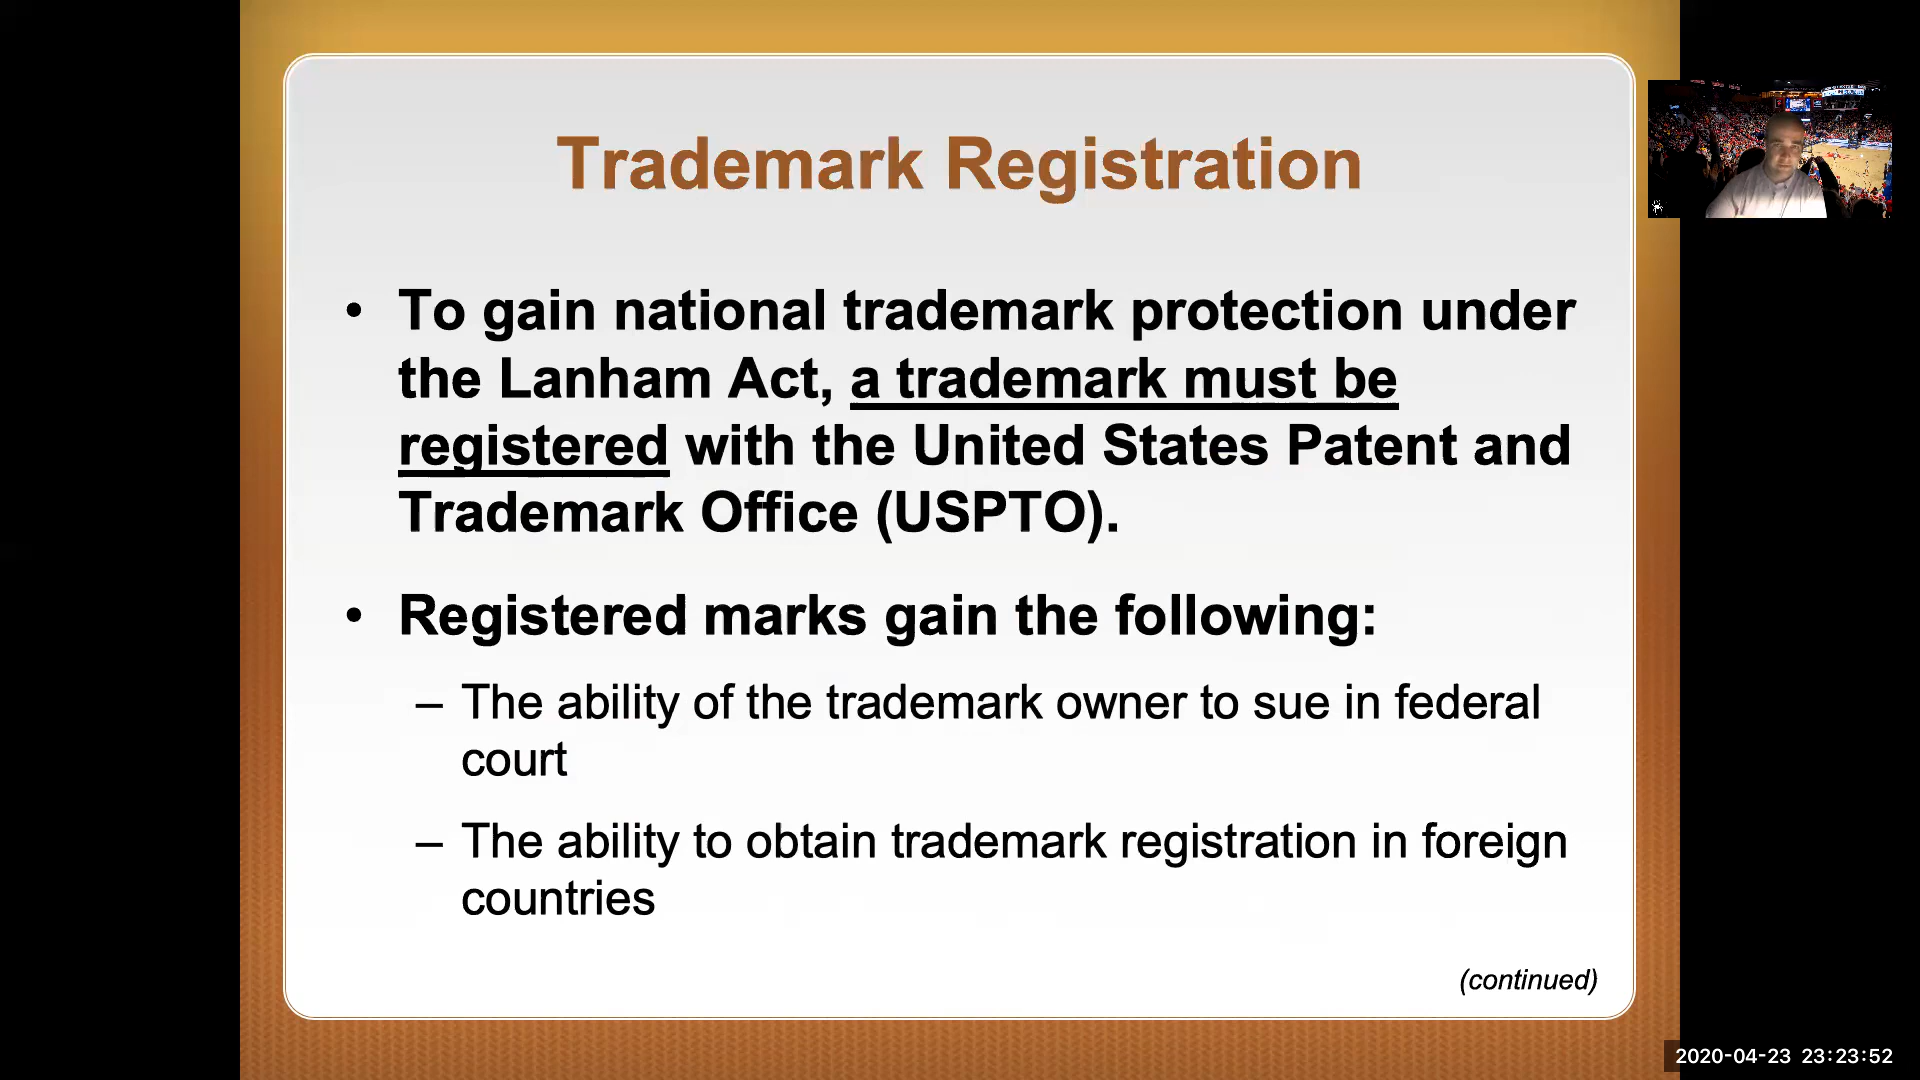 Trademark Registration
• To gain national trademark protection under
the Lanham Act, a trademark must be
registered with the United States Patent and
Trademark Office (USPTO).
• Registered marks gain the following:
– The ability of the trademark owner to sue in federal
court
– The ability to obtain trademark registration in foreign
countries
(continued)
2020-04-23 23:23:52